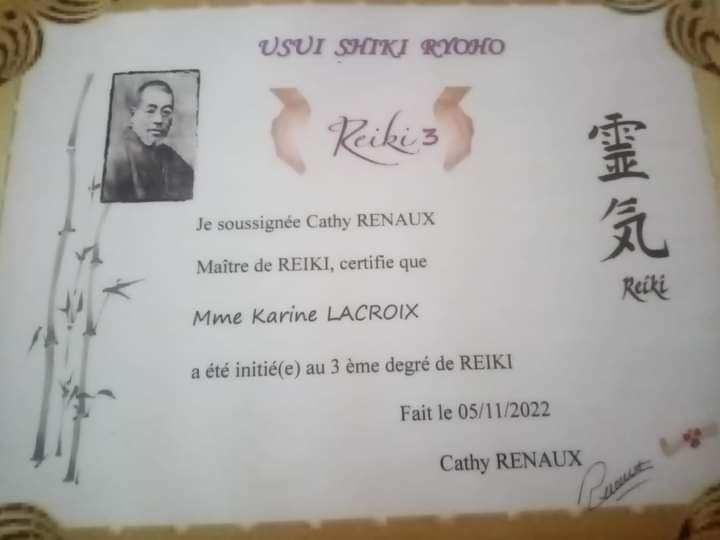 USUI SHIKI RYOHO
Reiki 3
霊
気
Reiki
Je soussignée Cathy RENAUX
Maître de REIKI, certifie que
Mme Karine LACROIX
a été initié(e) au 3 ème degré de REIKI
Fait le 05/11/2022
Cathy RENAUX